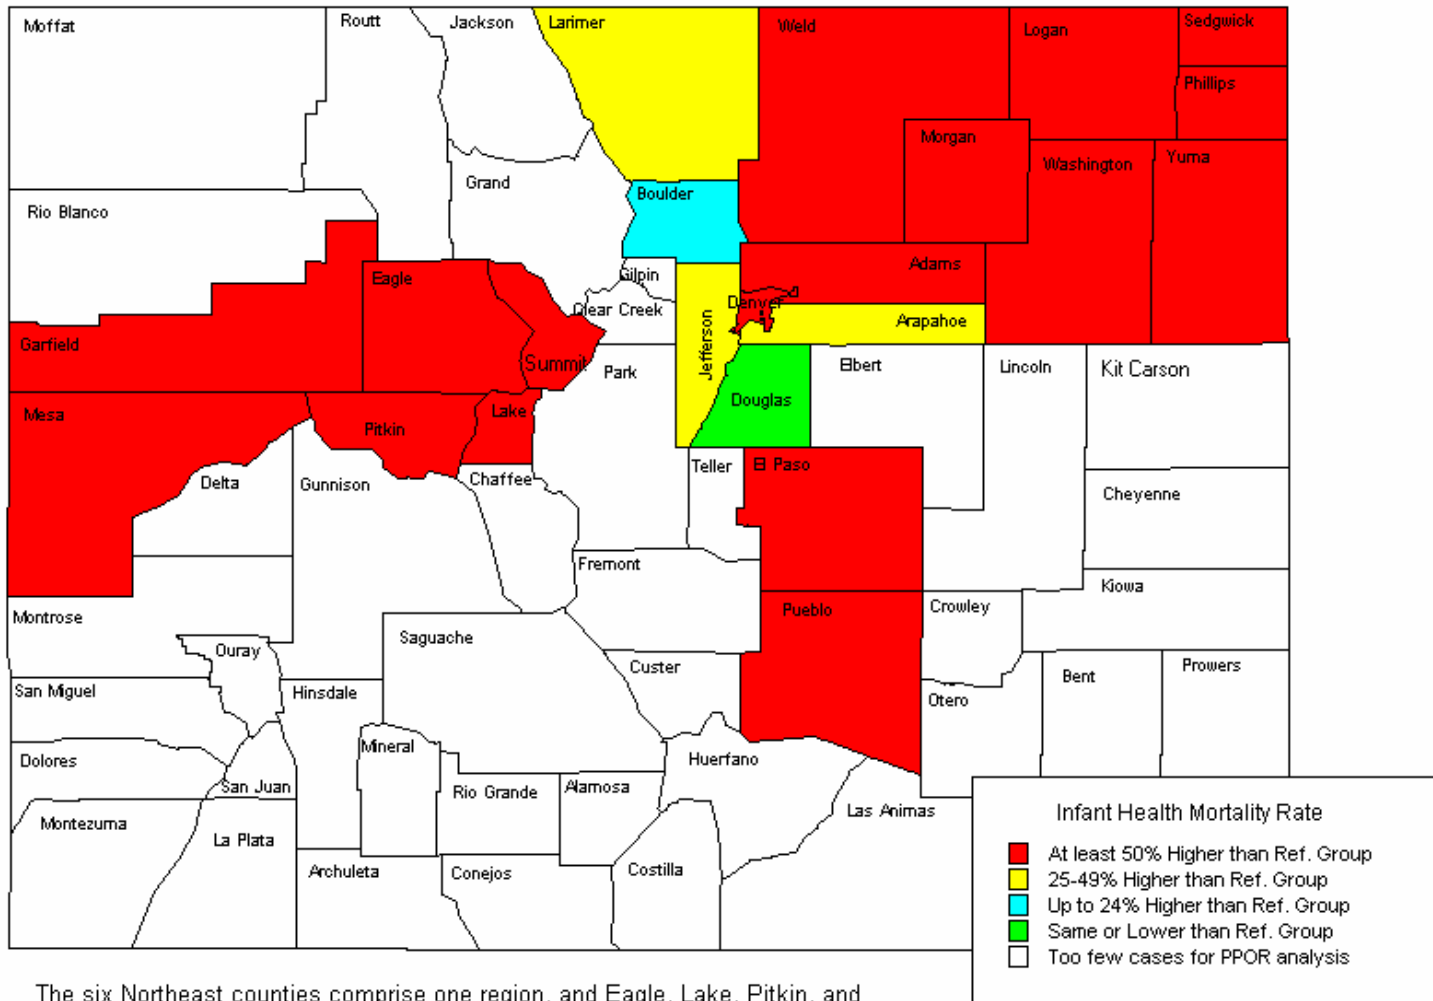 Moffat
Routt
Jackson
Larimer
Weld
Logan
Sedgwick
Phillips
Morgan
Washington
Yuma
Grand
Boulder
Rio Blanco
Eagle
Gilpin
Adams
Clear Creek
Denver
Arapahoe
Garfield
Summit
Jefferson
Park
Elbert
Lincoln
Kit Carson
Douglas
Mesa
Pitkin
Lake
Delta
Gunnison
Chaffee
Teller
El Paso
Cheyenne
Fremont
Kiowa
Montrose
Pueblo
Crowley
Saguache
Ouray
Custer
Bent
Prowers
San Miguel
Hinsdale
Otero
Dolores
Mineral
Huerfano
San Juan
Rio Grande
Alamosa
Las Animas
Montezuma
La Plata
Archuleta
Conejos
Costilla
Infant Health Mortality Rate
At least 50% Higher than Ref. Group
25-49% Higher than Ref. Group
Up to 24% Higher than Ref. Group
Same or Lower than Ref. Group
Too few cases for PPOR analysis
The six Northeast counties comprise one region, and Eagle, Lake, Pitkin, and